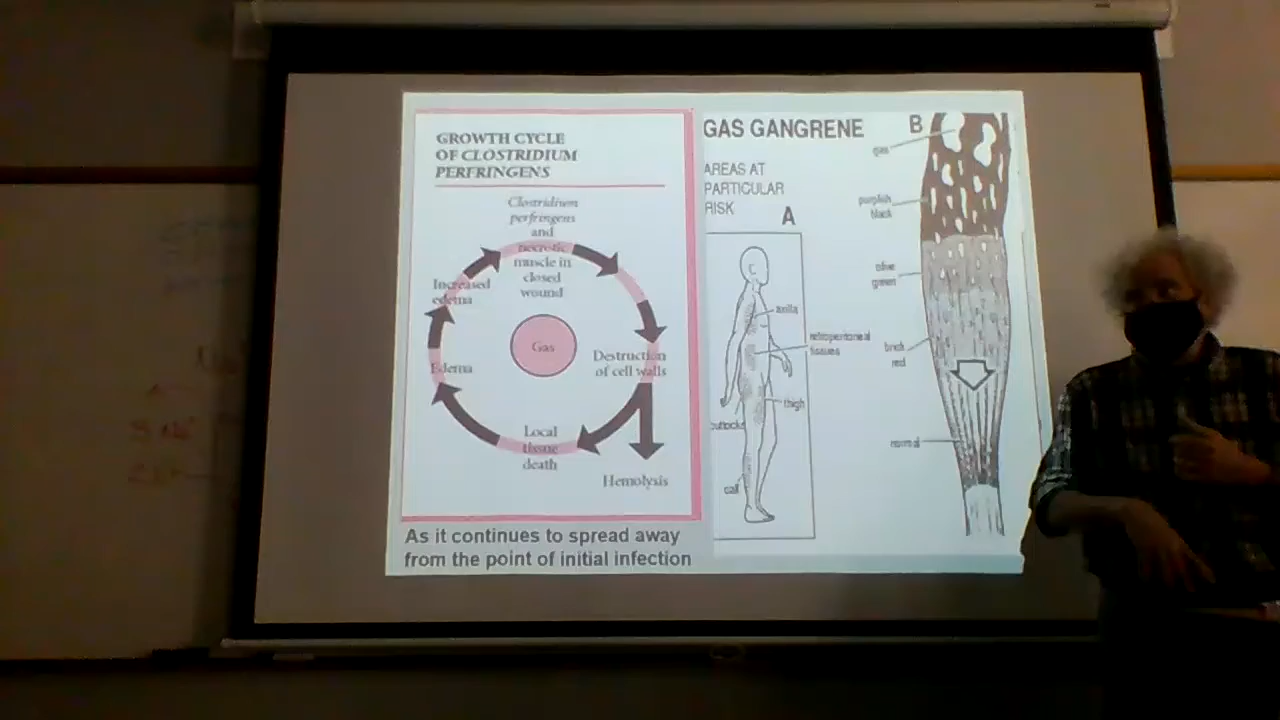 GROWTH CYCLE
OF CLOSTRIDIUM
PERFRINGENS
Clostridium
perfringens
and
necrotic
muscle in
closed
wound
Increased
edema
Gas
Destruction
of cell walls
Edema
Local
tissue
death
Hemolysis
As it continues to spread away
from the point of initial infection
GAS GANGRENE
AREAS AT
PARTICULAR
RISK
A
axilla
retroperitoneal
tissues
thigh
buttocks
calf
B
gas
purplish
black
olive
green
brick
red
normal